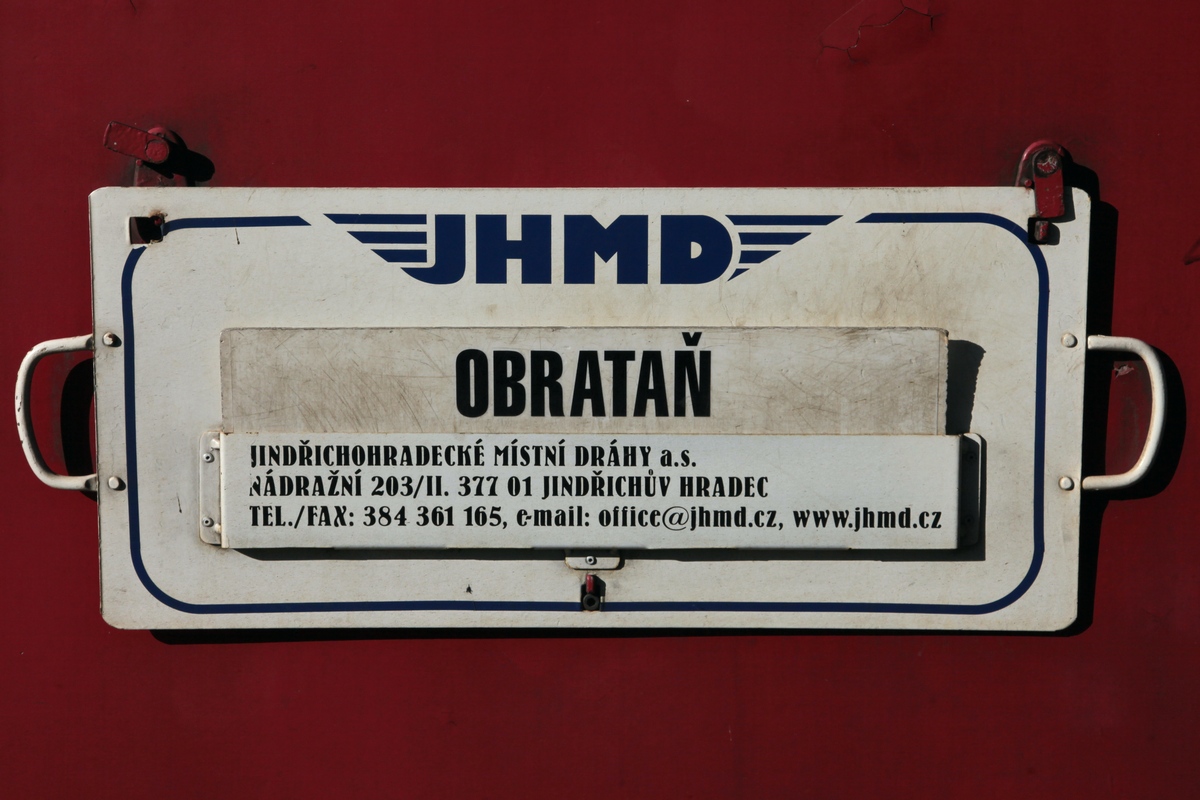 JHMD
OBRATAŇ
JINDŘICHOHRADECKÉ MÍSTNÍ DRÁHY a.s.
NÁDRAŽNÍ 203/II. 377 01 JINDŘICHŮV HRADEC
TEL./FAX: 384 361 165, e-mail: office@jhmd.cz, www.jhmd.cz